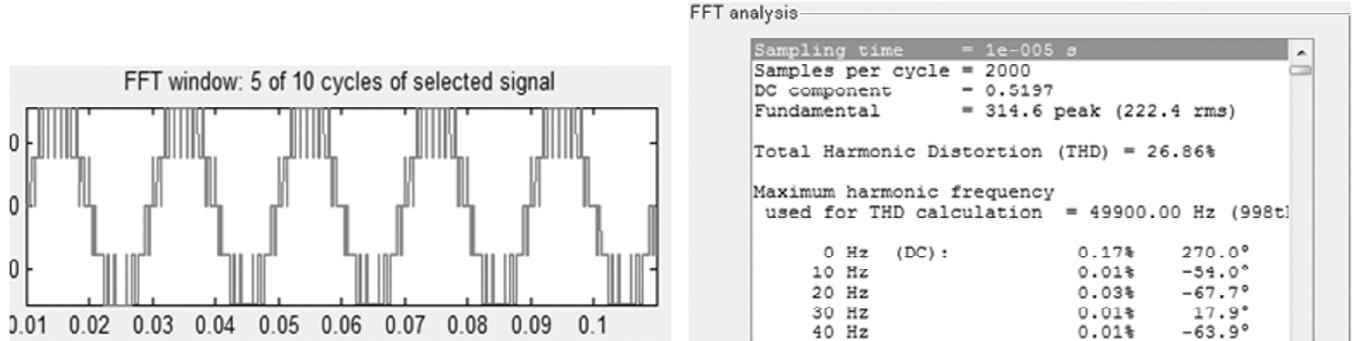 FFT window: 5 of 10 cycles of selected signal
0
0
0
0.01 0.02 0.03 0.04 0.05 0.06 0.07 0.08 0.09 0.1
FFT analysis
Sampling time = 1e-005 s
Samples per cycle = 2000
DC component = 0.5197
Fundamental = 314.6 peak (222.4 rms)
Total Harmonic Distortion (THD) = 26.86%
Maximum harmonic frequency
used for THD calculation = 49900.00 Hz (998t
0 Hz (DC): 0.17% 270.0°
10 Hz 0.01% -54.0°
20 Hz 0.03% -67.7°
30 Hz 0.01% 17.9°
40 Hz 0.01% -63.9°